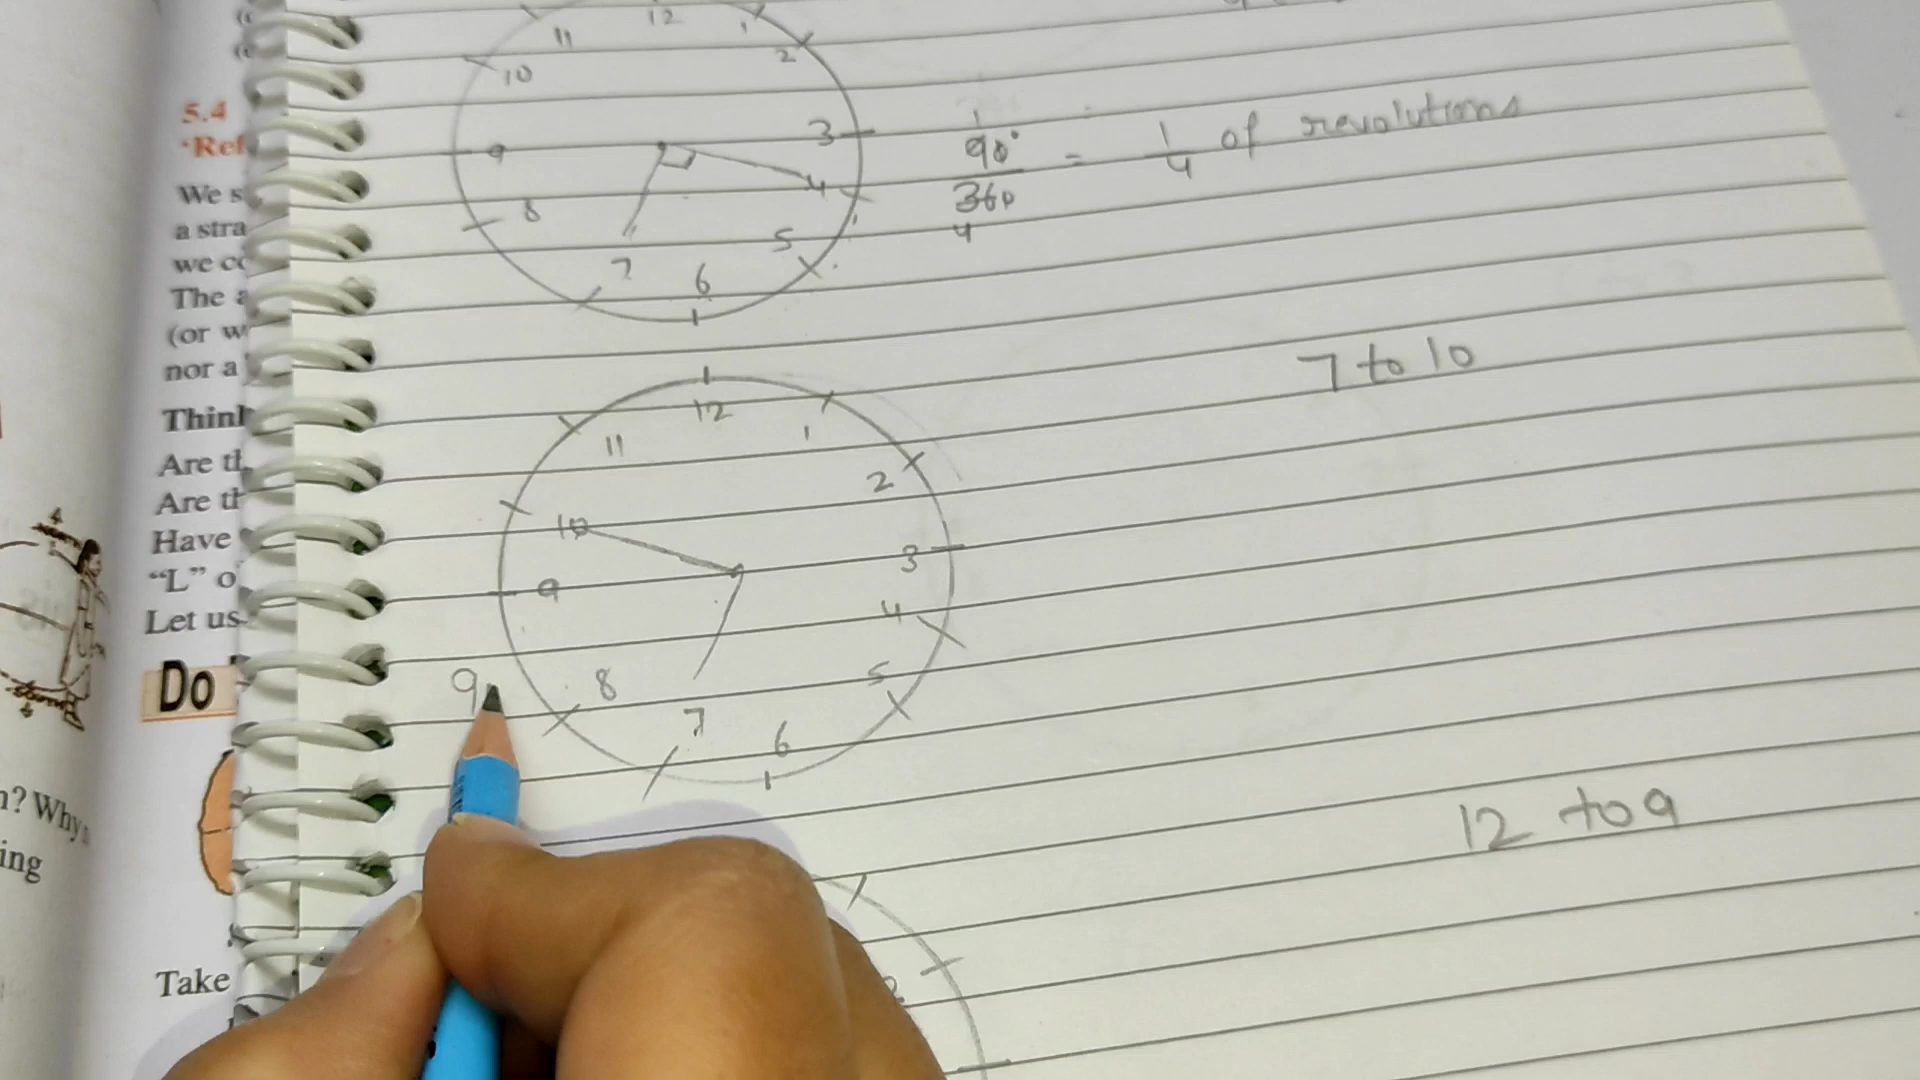 5.4
We s
a stra
we co
The a
(or w
nor a
Think
Are th
Are th
Have
“L” o
Let us
Do
n? Why
ing
Take
12
11
1
2
10
3
9
4
8
5
7
6
90°
360
4
= 1/4 of revolutions
7 to 10
12
11
1
2
10
3
9
4
8
5
7
6
9
12 to 9